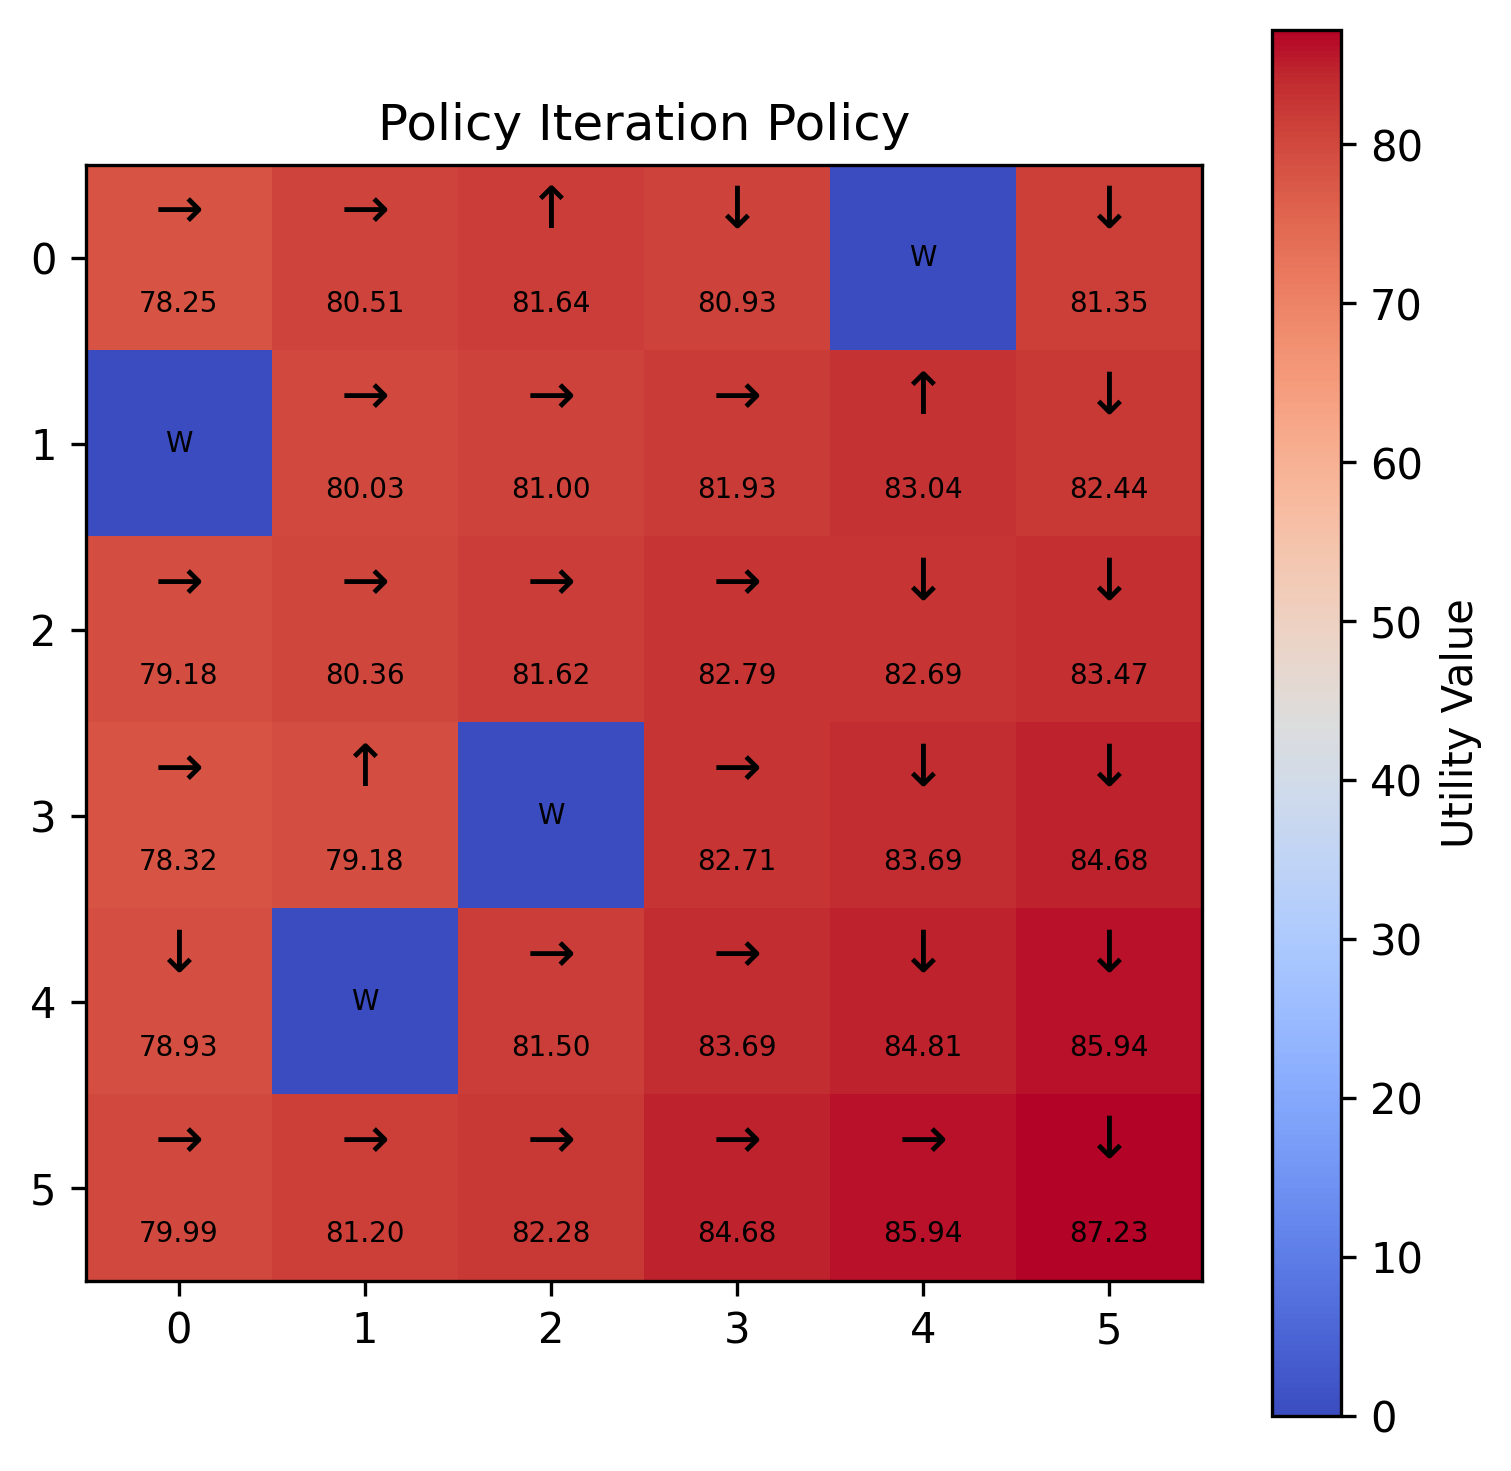 Policy Iteration Policy
0 → → ↑ ↓ W ↓
78.25 80.51 81.64 80.93 81.35
1 W → → → ↑ ↓
80.03 81.00 81.93 83.04 82.44
2 → → → → ↓ ↓
79.18 80.36 81.62 82.79 82.69 83.47
3 → ↑ W → ↓ ↓
78.32 79.18 82.71 83.69 84.68
4 ↓ W → → ↓ ↓
78.93 81.50 83.69 84.81 85.94
5 → → → → → ↓
79.99 81.20 82.28 84.68 85.94 87.23
0 1 2 3 4 5
80
70
60
50
40
30
20
10
0
Utility Value